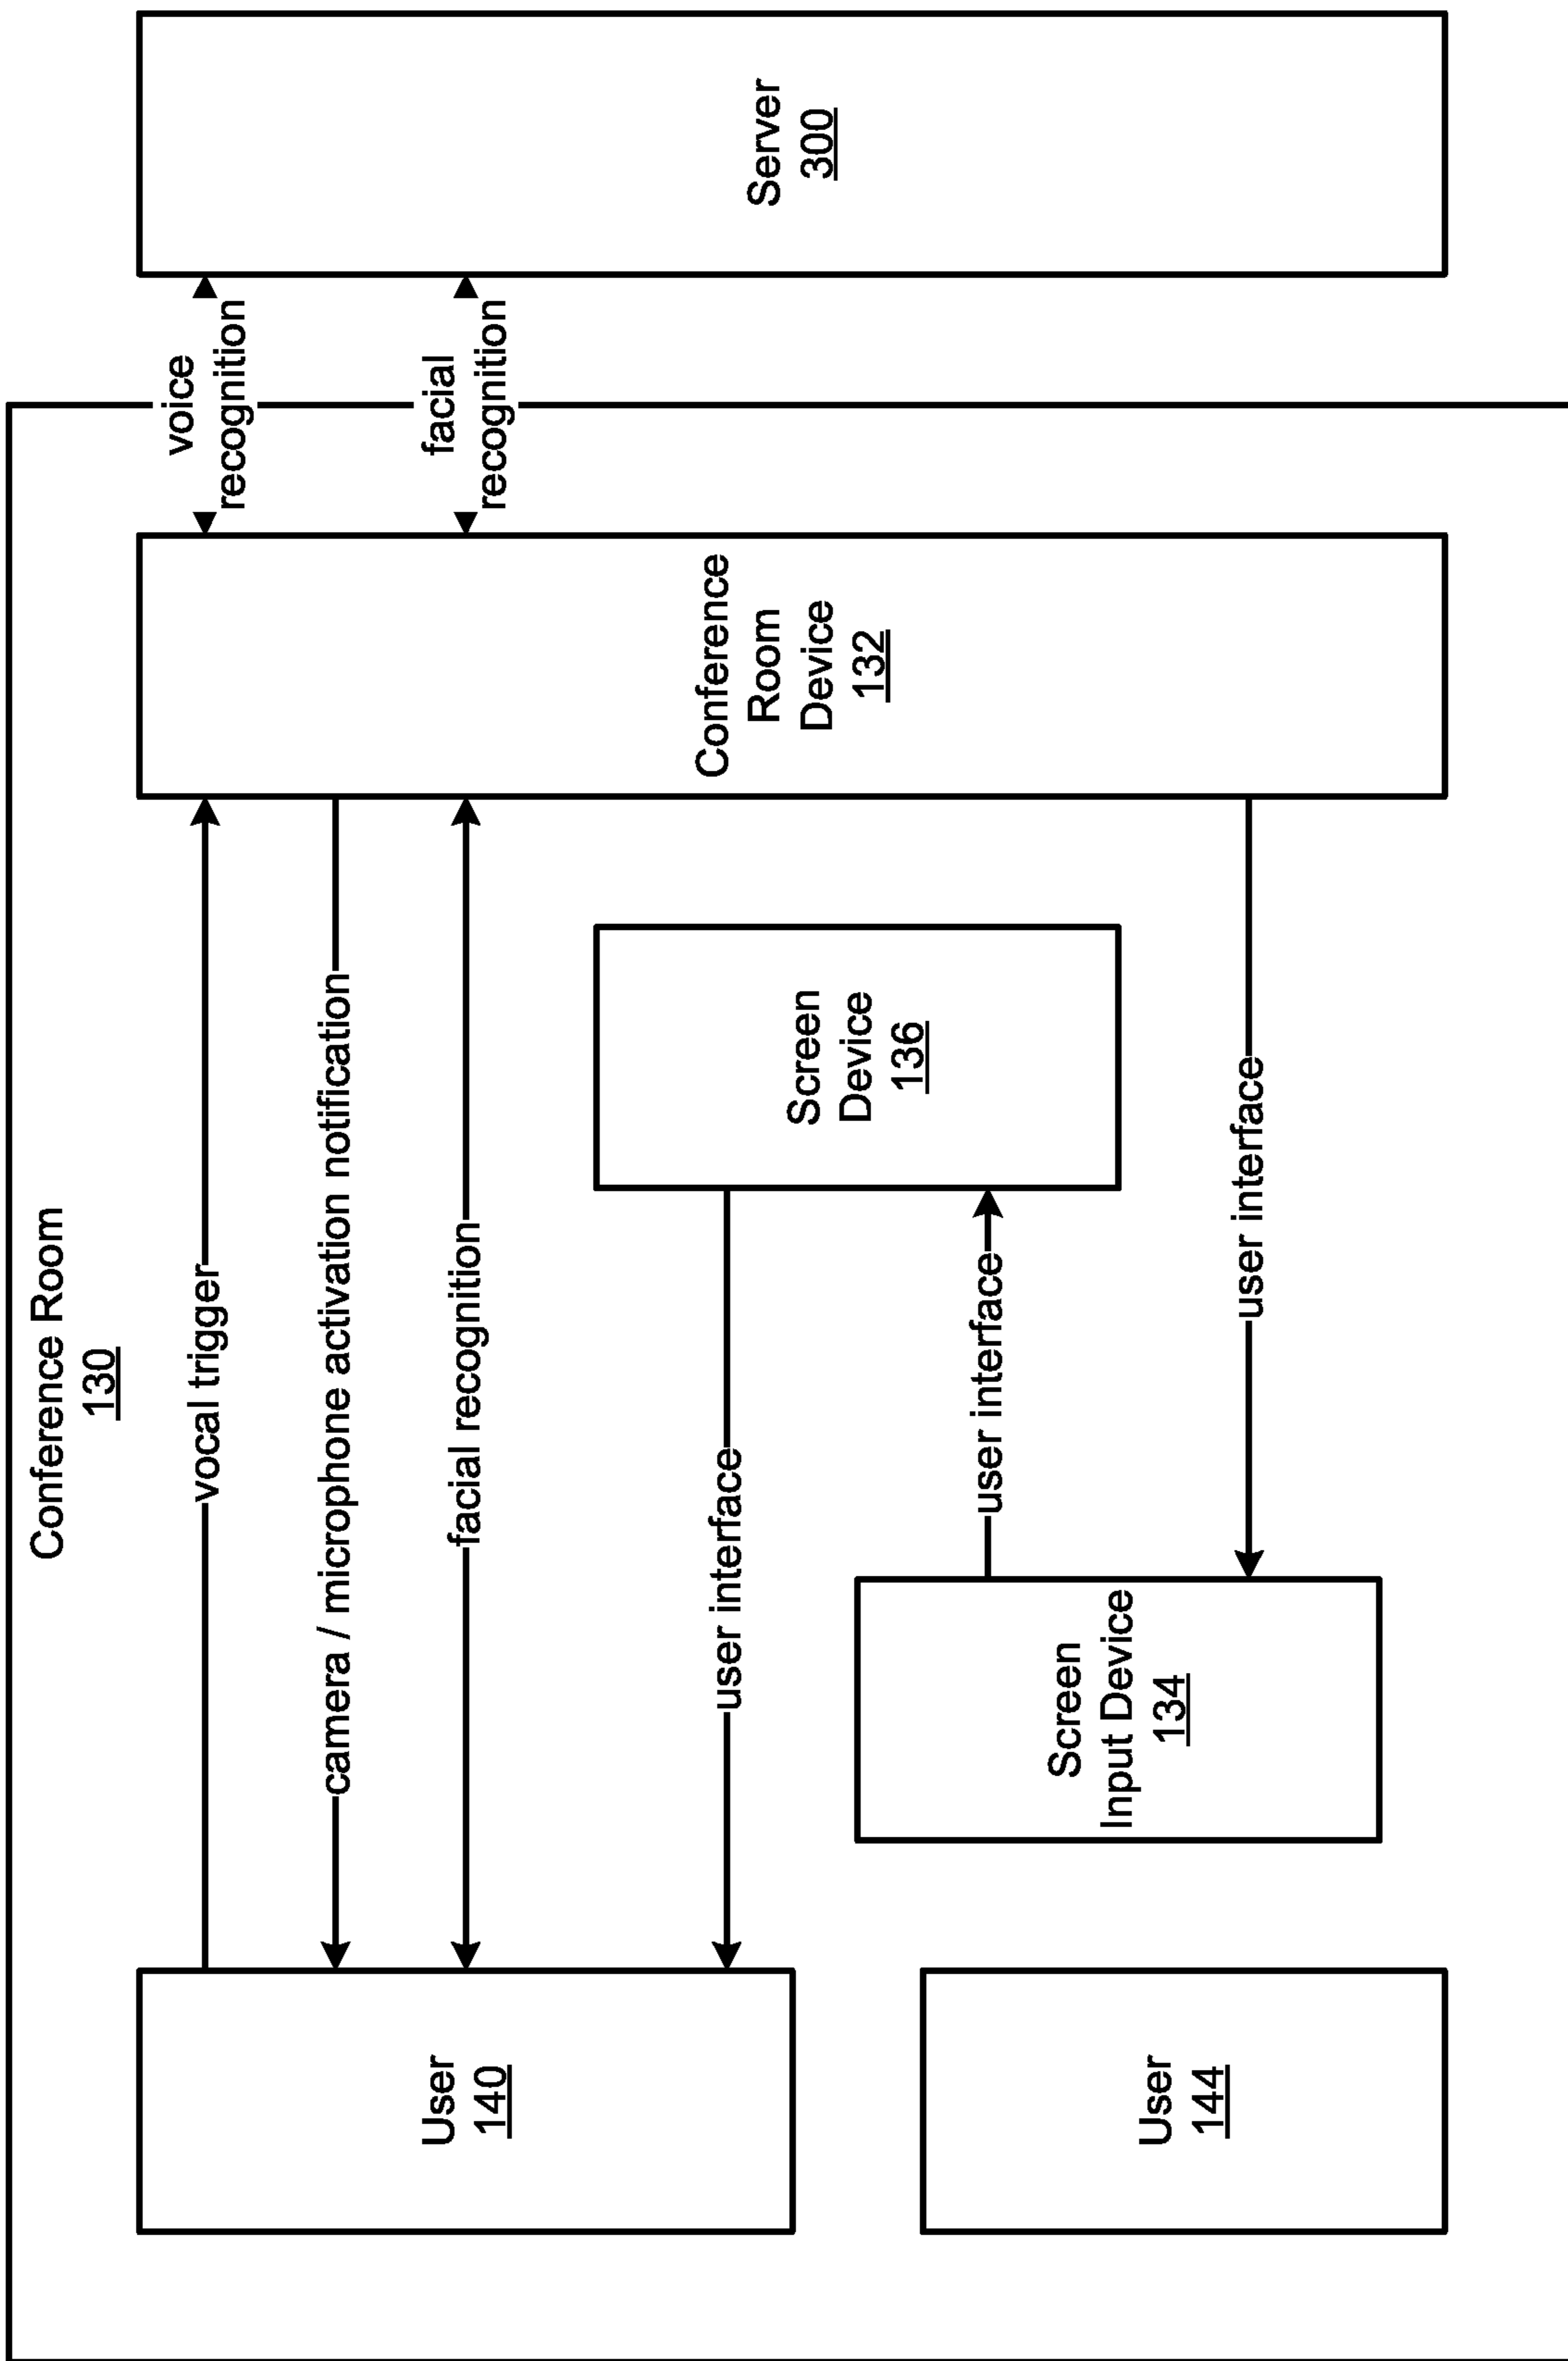 Conference Room
130
User
140
User
144
vocal trigger
camera / microphone activation notification
facial recognition
user interface
Screen
Input Device
134
user interface
Screen
Device
136
user interface
Conference
Room
Device
132
voice
recognition
facial
recognition
Server
300